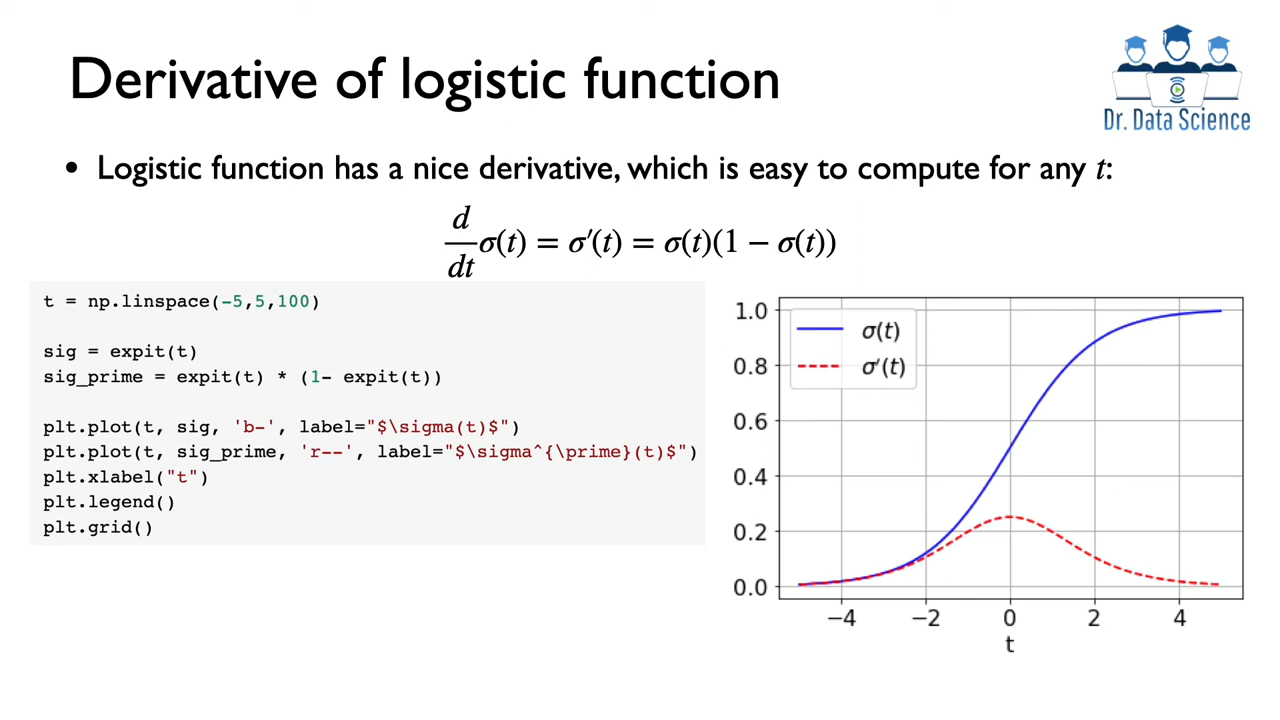 Derivative of logistic function
Dr. Data Science
• Logistic function has a nice derivative, which is easy to compute for any t:
d/dt σ(t) = σ′(t) = σ(t)(1 − σ(t))
t = np.linspace(-5,5,100)
sig = expit(t)
sig_prime = expit(t) * (1- expit(t))
plt.plot(t, sig, 'b-', label="$\sigma(t)$")
plt.plot(t, sig_prime, 'r--', label="$\sigma^{\prime}(t)$")
plt.xlabel("t")
plt.legend()
plt.grid()
1.0
0.8
0.6
0.4
0.2
0.0
σ(t)
σ′(t)
−4 −2 0 2 4
t